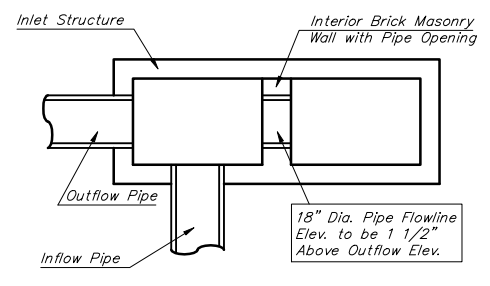 Inlet Structure
Interior Brick Masonry
Wall with Pipe Opening
Outflow Pipe
18" Dia. Pipe Flowline
Elev. to be 1 1/2"
Above Outflow Elev.
Inflow Pipe